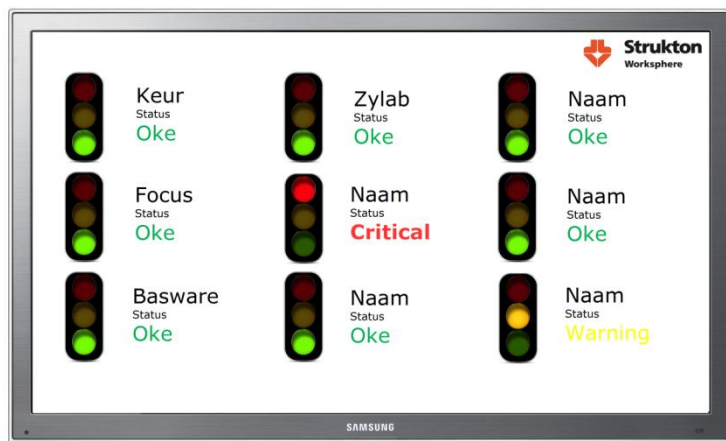 Strukton
Worksphere
Keur
Status
Oke
Zylab
Status
Oke
Naam
Status
Oke
Focus
Status
Oke
Naam
Status
Critical
Naam
Status
Oke
Basware
Status
Oke
Naam
Status
Oke
Naam
Status
Warning
SAMSUNG